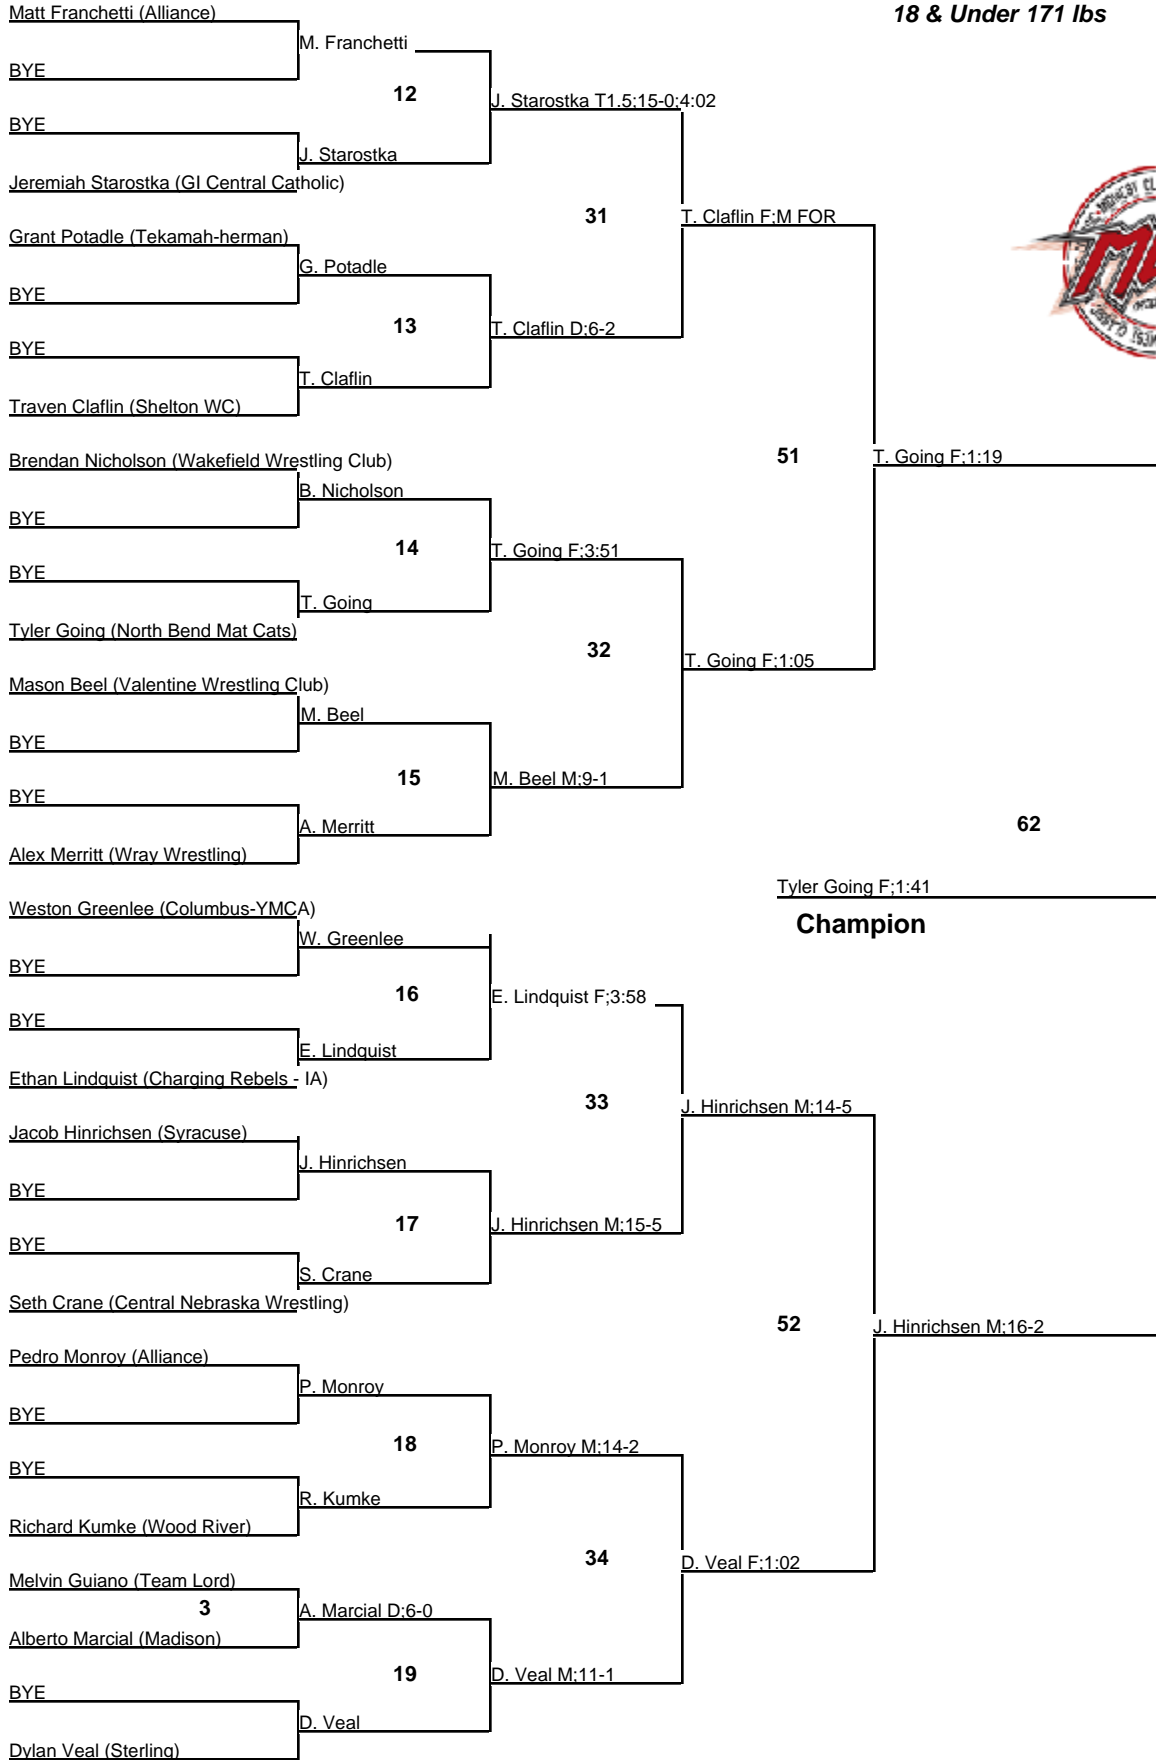 18 & Under 171 lbs
Matt Franchetti (Alliance)
M. Franchetti
BYE
12
J. Starostka T1.5;15-0;4:02
BYE
J. Starostka
Jeremiah Starostka (GI Central Catholic)
31
T. Claflin F;M FOR
Grant Potadle (Tekamah-herman)
G. Potadle
BYE
13
T. Claflin D;6-2
BYE
T. Claflin
Traven Claflin (Shelton WC)
51
T. Going F;1:19
Brendan Nicholson (Wakefield Wrestling Club)
B. Nicholson
BYE
14
T. Going F;3:51
BYE
T. Going
Tyler Going (North Bend Mat Cats)
32
T. Going F;1:05
Mason Beel (Valentine Wrestling Club)
M. Beel
BYE
15
M. Beel M;9-1
BYE
A. Merritt
Alex Merritt (Wray Wrestling)
62
Tyler Going F;1:41
Champion
Weston Greenlee (Columbus-YMCA)
W. Greenlee
BYE
16
E. Lindquist F;3:58
BYE
E. Lindquist
Ethan Lindquist (Charging Rebels - IA)
33
J. Hinrichsen M;14-5
Jacob Hinrichsen (Syracuse)
J. Hinrichsen
BYE
17
J. Hinrichsen M;15-5
BYE
S. Crane
Seth Crane (Central Nebraska Wrestling)
52
J. Hinrichsen M;16-2
Pedro Monroy (Alliance)
P. Monroy
BYE
18
P. Monroy M;14-2
BYE
R. Kumke
Richard Kumke (Wood River)
34
D. Veal F;1:02
Melvin Guiano (Team Lord)
3
A. Marcial D;6-0
Alberto Marcial (Madison)
19
D. Veal M;11-1
BYE
D. Veal
Dylan Veal (Sterling)